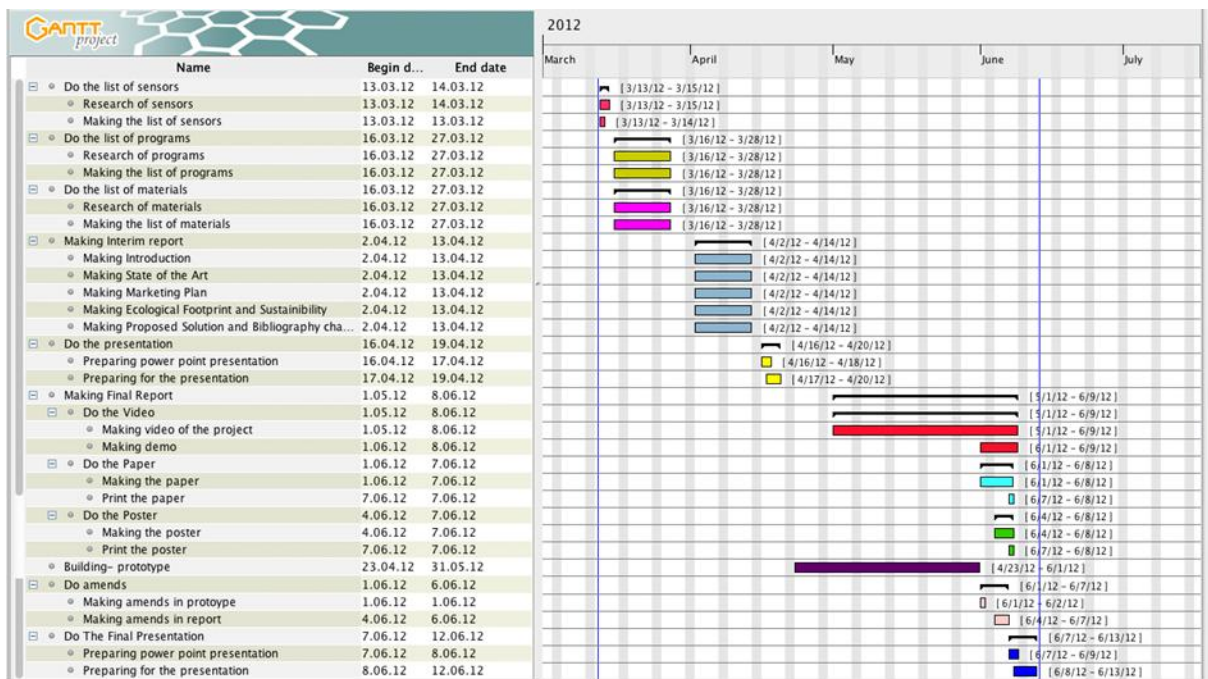 GANTT
project
2012
March April May June July
Name Begin d... End date
Do the list of sensors 13.03.12 14.03.12 [3/13/12 - 3/15/12]
Research of sensors 13.03.12 14.03.12 [3/13/12 - 3/15/12]
Making the list of sensors 13.03.12 13.03.12 [3/13/12 - 3/14/12]
Do the list of programs 16.03.12 27.03.12 [3/16/12 - 3/28/12]
Research of programs 16.03.12 27.03.12 [3/16/12 - 3/28/12]
Making the list of programs 16.03.12 27.03.12 [3/16/12 - 3/28/12]
Do the list of materials 16.03.12 27.03.12 [3/16/12 - 3/28/12]
Research of materials 16.03.12 27.03.12 [3/16/12 - 3/28/12]
Making the list of materials 16.03.12 27.03.12 [3/16/12 - 3/28/12]
Making Interim report 2.04.12 13.04.12 [4/2/12 - 4/14/12]
Making Introduction 2.04.12 13.04.12 [4/2/12 - 4/14/12]
Making State of the Art 2.04.12 13.04.12 [4/2/12 - 4/14/12]
Making Marketing Plan 2.04.12 13.04.12 [4/2/12 - 4/14/12]
Making Ecological Footprint and Sustainibility 2.04.12 13.04.12 [4/2/12 - 4/14/12]
Making Proposed Solution and Bibliography cha... 2.04.12 13.04.12 [4/2/12 - 4/14/12]
Do the presentation 16.04.12 19.04.12 [4/16/12 - 4/20/12]
Preparing power point presentation 16.04.12 17.04.12 [4/16/12 - 4/18/12]
Preparing for the presentation 17.04.12 19.04.12 [4/17/12 - 4/20/12]
Making Final Report 1.05.12 8.06.12 [5/1/12 - 6/9/12]
Do the Video 1.05.12 8.06.12 [5/1/12 - 6/9/12]
Making video of the project 1.05.12 8.06.12 [5/1/12 - 6/9/12]
Making demo 1.06.12 8.06.12 [6/1/12 - 6/9/12]
Do the Paper 1.06.12 7.06.12 [6/1/12 - 6/8/12]
Making the paper 1.06.12 7.06.12 [6/1/12 - 6/8/12]
Print the paper 7.06.12 7.06.12 [6/7/12 - 6/8/12]
Do the Poster 4.06.12 7.06.12 [6/4/12 - 6/8/12]
Making the poster 4.06.12 7.06.12 [6/4/12 - 6/8/12]
Print the poster 7.06.12 7.06.12 [6/7/12 - 6/8/12]
Building- prototype 23.04.12 31.05.12 [4/23/12 - 6/1/12]
Do amends 1.06.12 6.06.12 [6/1/12 - 6/7/12]
Making amends in protoype 1.06.12 1.06.12 [6/1/12 - 6/2/12]
Making amends in report 4.06.12 6.06.12 [6/4/12 - 6/7/12]
Do The Final Presentation 7.06.12 12.06.12 [6/7/12 - 6/13/12]
Preparing power point presentation 7.06.12 8.06.12 [6/7/12 - 6/9/12]
Preparing for the presentation 8.06.12 12.06.12 [6/8/12 - 6/13/12]